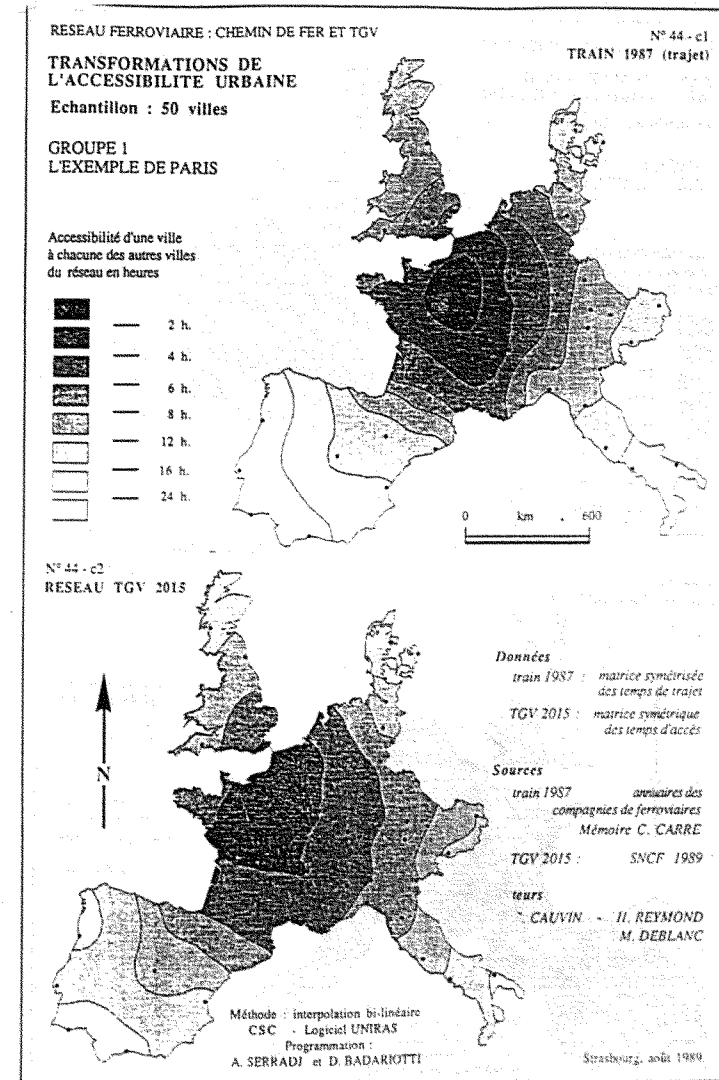 RESEAU FERROVIAIRE : CHEMIN DE FER ET TGV
N° 44 - c1
TRAIN 1987 (trajet)
TRANSFORMATIONS DE
L'ACCESSIBILITE URBAINE
Echantillon : 50 villes
GROUPE 1
L'EXEMPLE DE PARIS
Accessibilité d'une ville
à chacune des autres villes
du réseau en heures
2 h.
4 h.
6 h.
8 h.
12 h.
16 h.
24 h.
0 km 600
N° 44 - c2
RESEAU TGV 2015
N
Données
train 1987 : matrice symétrisée
des temps de trajet
TGV 2015 : matrice symétrique
des temps d'accés
Sources
train 1987 annuaires des
compagnies de ferroviaires
Mémoire C. CARRE
TGV 2015 : SNCF 1989
teurs
CAUVIN - H. REYMOND
M. DEBLANC
Méthode : interpolation bi-linéaire
CSC - Logiciel UNIRAS
Programmation :
A. SERRADJ et D. BADARIOTTI
Strasbourg, août 1989